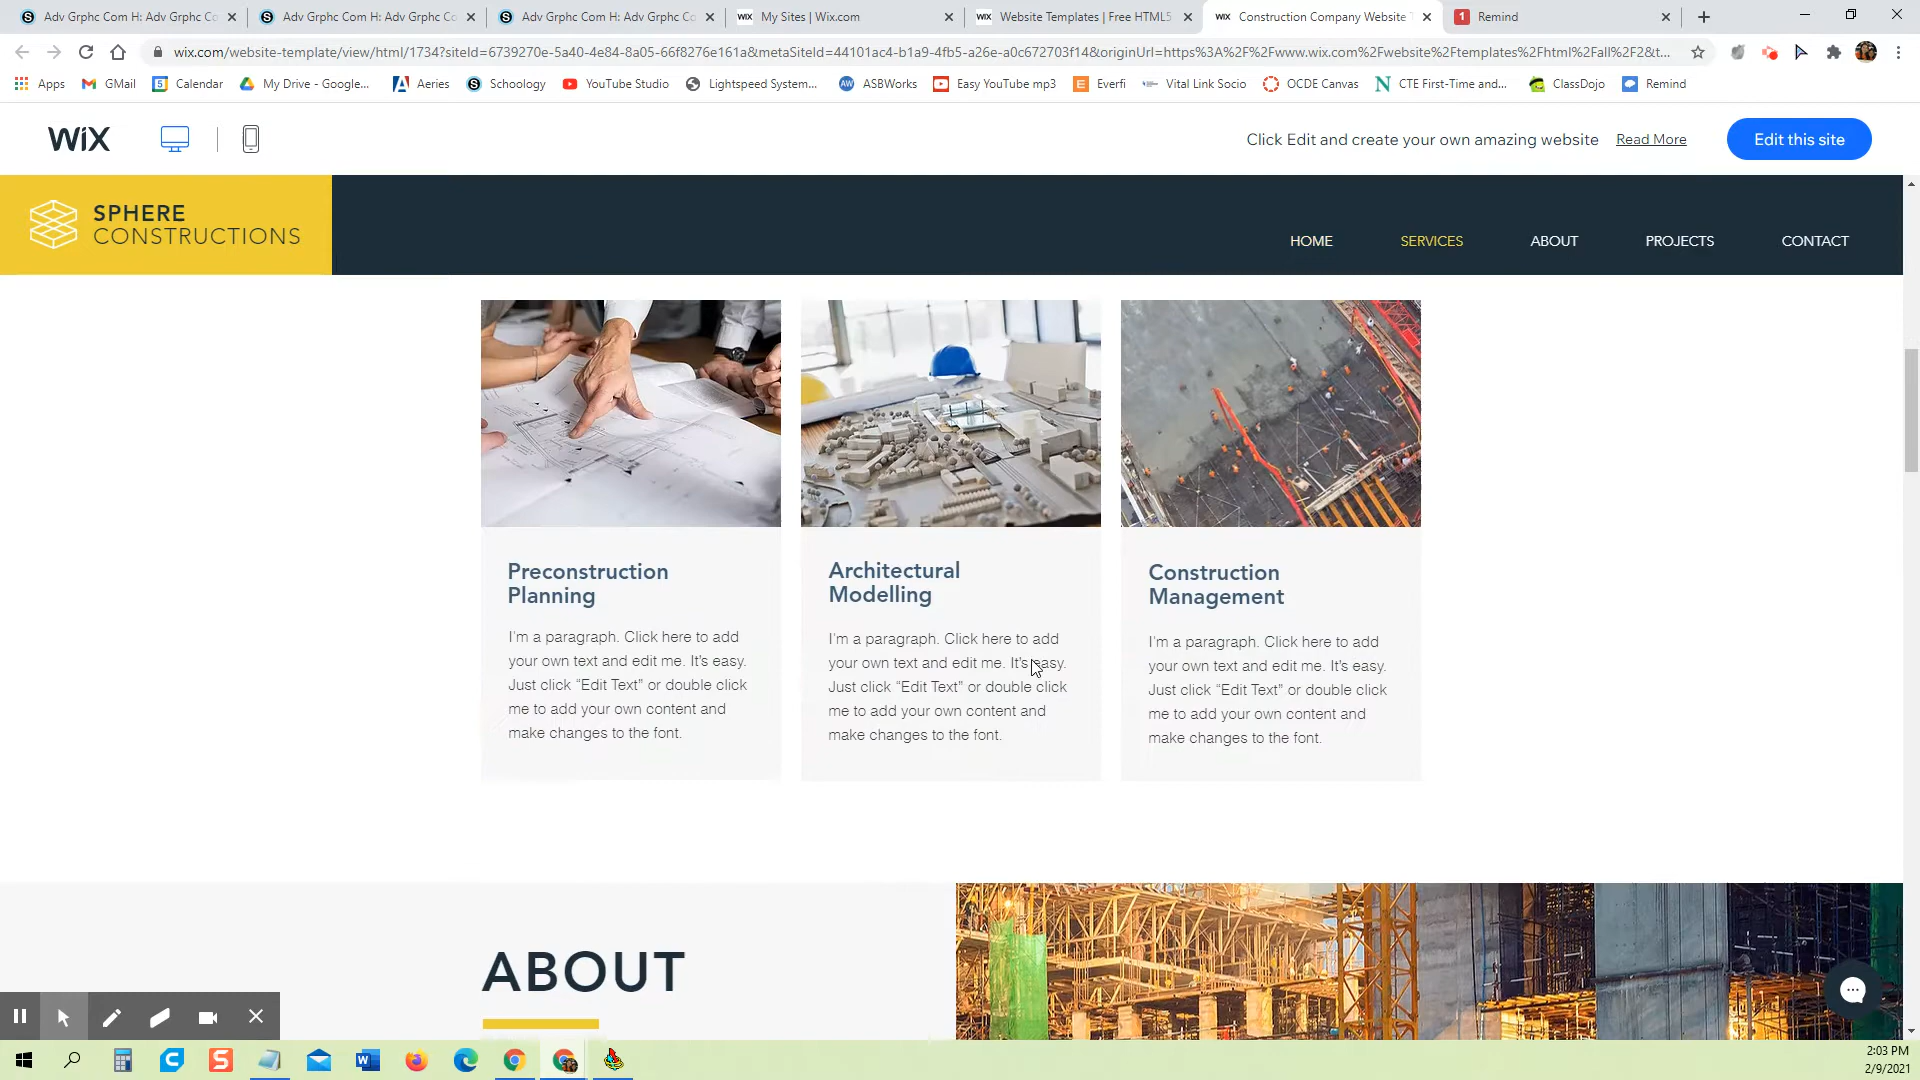 Adv Grphc Com H: Adv Grphc Co
Adv Grphc Com H: Adv Grphc Co
Adv Grphc Com H: Adv Grphc Co
WiX My Sites | Wix.com
WiX Website Templates | Free HTML5
WiX Construction Company Website T
1 Remind
wix.com/website-template/view/html/1734?siteId=6739270e-5a40-4e84-8a05-66f8276e161a&metaSiteId=44101ac4-b1a9-4fb5-a26e-a0c672703f14&originUrl=https%3A%2F%2Fwww.wix.com%2Fwebsite%2Ftemplates%2Fhtml%2Fall%2F2&t...
Apps
GMail
Calendar
My Drive - Google...
Aeries
Schoology
YouTube Studio
Lightspeed System...
ASBWorks
Easy YouTube mp3
Everfi
Vital Link Socio
OCDE Canvas
CTE First-Time and...
ClassDojo
Remind
WiX
Click Edit and create your own amazing website
Read More
Edit this site
SPHERE
CONSTRUCTIONS
HOME
SERVICES
ABOUT
PROJECTS
CONTACT
Preconstruction
Planning
I'm a paragraph. Click here to add
your own text and edit me. It's easy.
Just click “Edit Text” or double click
me to add your own content and
make changes to the font.
Architectural
Modelling
I'm a paragraph. Click here to add
your own text and edit me. It's easy.
Just click “Edit Text” or double click
me to add your own content and
make changes to the font.
Construction
Management
I'm a paragraph. Click here to add
your own text and edit me. It's easy.
Just click “Edit Text” or double click
me to add your own content and
make changes to the font.
ABOUT
2:03 PM
2/9/2021